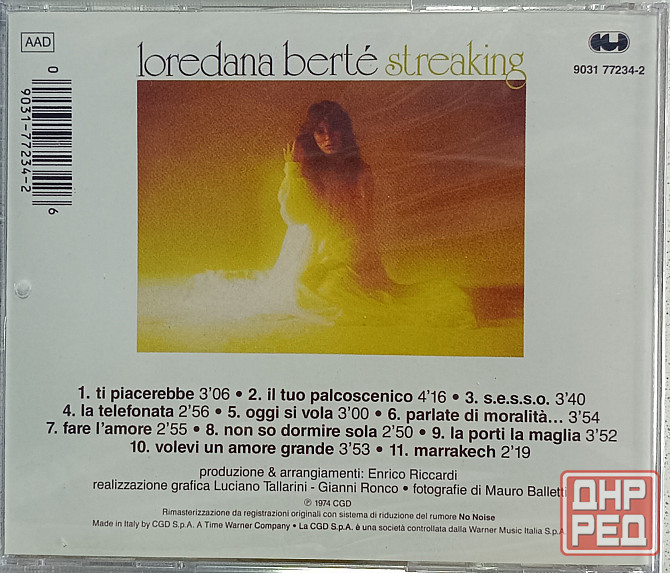 AAD
loredana berté streaking
9031 77234-2
0 9031-77234-2 6
1. ti piacerebbe 3'06 • 2. il tuo palcoscenico 4'16 • 3. s.e.s.s.o. 3'40
4. la telefonata 2'56 • 5. oggi si vola 3'00 • 6. parlate di moralità... 3'54
7. fare l'amore 2'55 • 8. non so dormire sola 2'50 • 9. la porti la maglia 3'52
10. volevi un amore grande 3'53 • 11. marrakech 2'19
produzione & arrangiamenti: Enrico Riccardi
realizzazione grafica Luciano Tallarini - Gianni Ronco • fotografie di Mauro Balletti
℗ 1974 CGD
Rimasterizzazione da registrazioni originali con sistema di riduzione del rumore No Noise
Made in Italy by CGD S.p.A. A Time Warner Company • La CGD S.p.A. è una società controllata dalla Warner Music Italia S.p.A.
ДНР
РЕД